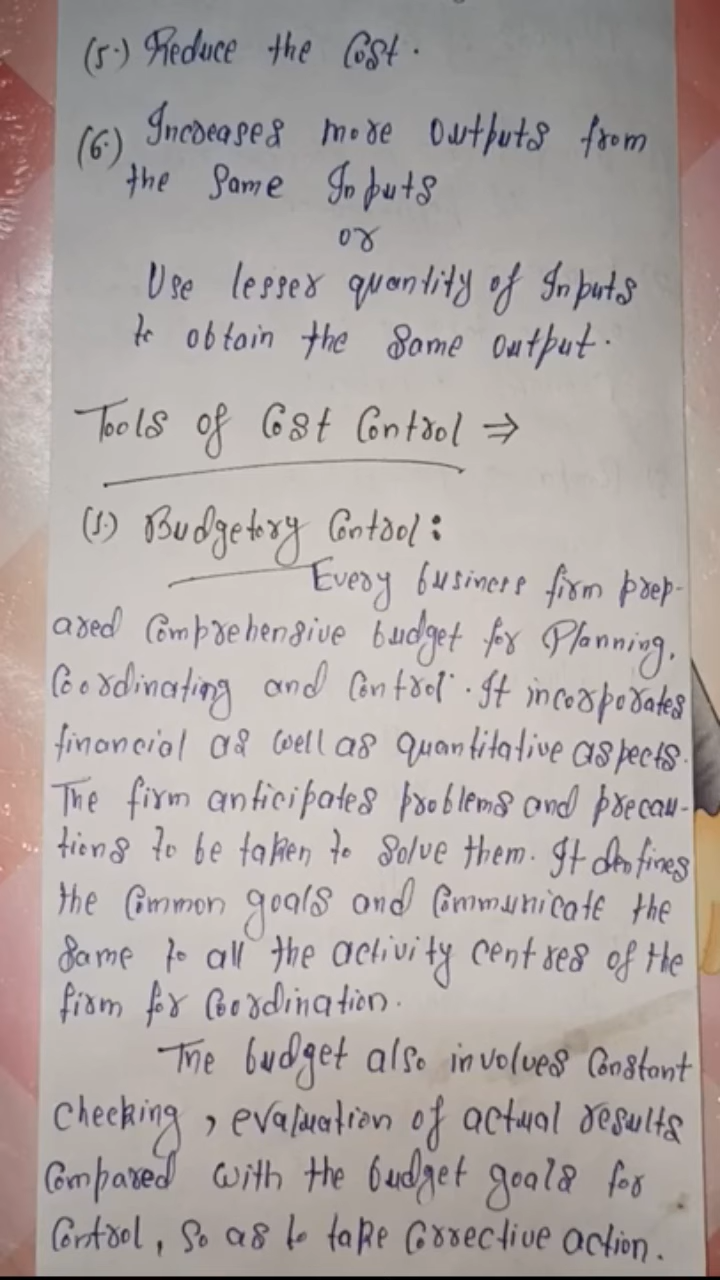 (5.) Reduce the Cost.
(6.) Increases more outputs from
the Same Inputs
or
Use lesser quantity of Inputs
to obtain the Same output.
Tools of Cost Control ⇒
(1.) Budgetory Control:
Every business firm prep-
ared Comprehensive budget for Planning,
Coordinating and Control. It incorporates
financial as well as quantitative aspects.
The firm anticipates problems and precau-
tions to be taken to Solve them. It defines
the Common goals and Communicate the
Same to all the activity centres of the
firm for Coordination.
The budget also involves Constant
Checking, evaluation of actual results
Compared with the budget goals for
Control, So as to take Corrective action.